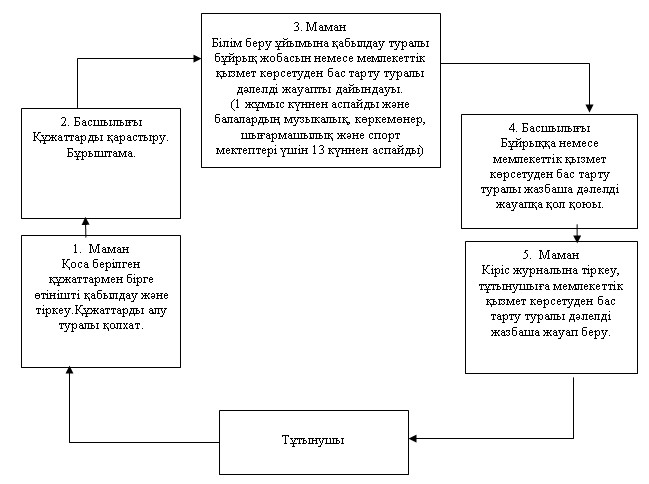 3. Маман
Білім беру ұйымына қабылдау туралы
бұйрық жобасын немесе мемлекеттік
қызмет көрсетуден бас тарту туралы
дәлелді жауапты дайындауы.
(1 жұмыс күннен аспайды және
балалардың музыкалық, көркемөнер,
шығармашылық және спорт
мектептері үшін 13 күннен аспайды)
2. Басшылығы
Құжаттарды қарастыру.
Бұрыштама.
4. Басшылығы
Бұйрыққа немесе
мемлекеттік қызмет
көрсетуден бас тарту
туралы жазбаша дәлелді
жауапқа қол қоюы.
1. Маман
Қоса берілген
құжаттармен бірге
өтінішті қабылдау және
тіркеу.Құжаттарды алу
туралы қолхат.
5. Маман
Кіріс журналына тіркеу,
тұтынушыға мемлекеттік
қызмет көрсетуден бас
тарту туралы дәлелді
жазбаша жауап беру.
Тұтынушы